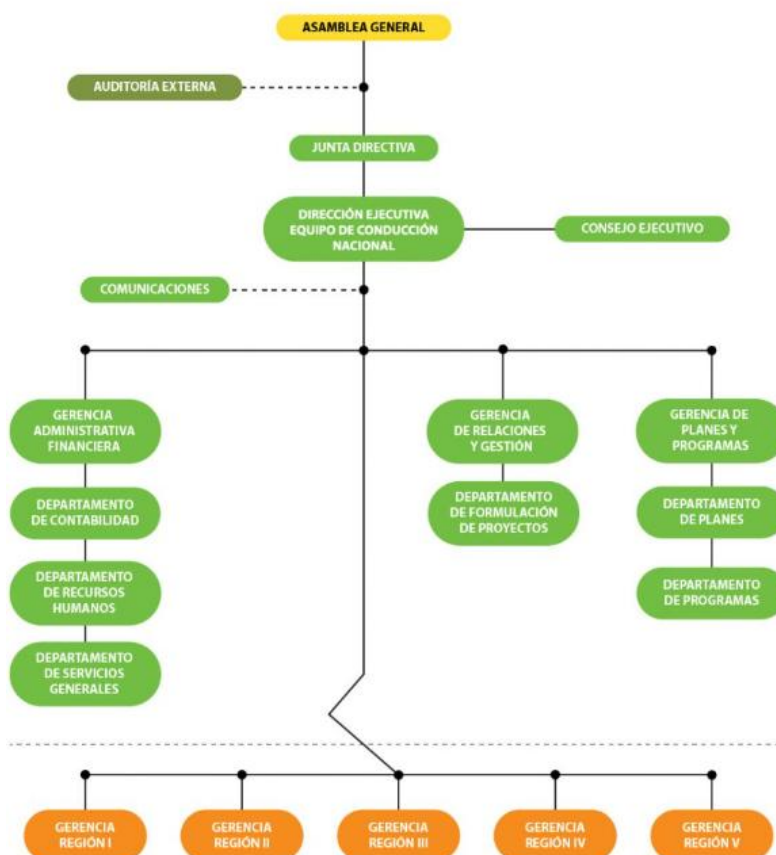 ASAMBLEA GENERAL
AUDITORÍA EXTERNA
JUNTA DIRECTIVA
DIRECCIÓN EJECUTIVA
EQUIPO DE CONDUCCIÓN
NACIONAL
CONSEJO EJECUTIVO
COMUNICACIONES
GERENCIA
ADMINISTRATIVA
FINANCIERA
GERENCIA
DE RELACIONES
Y GESTIÓN
GERENCIA DE
PLANES Y
PROGRAMAS
DEPARTAMENTO
DE CONTABILIDAD
DEPARTAMENTO
DE FORMULACIÓN
DE PROYECTOS
DEPARTAMENTO
DE PLANES
DEPARTAMENTO
DE RECURSOS
HUMANOS
DEPARTAMENTO
DE PROGRAMAS
DEPARTAMENTO
DE SERVICIOS
GENERALES
GERENCIA
REGIÓN I
GERENCIA
REGIÓN II
GERENCIA
REGIÓN III
GERENCIA
REGIÓN IV
GERENCIA
REGIÓN V